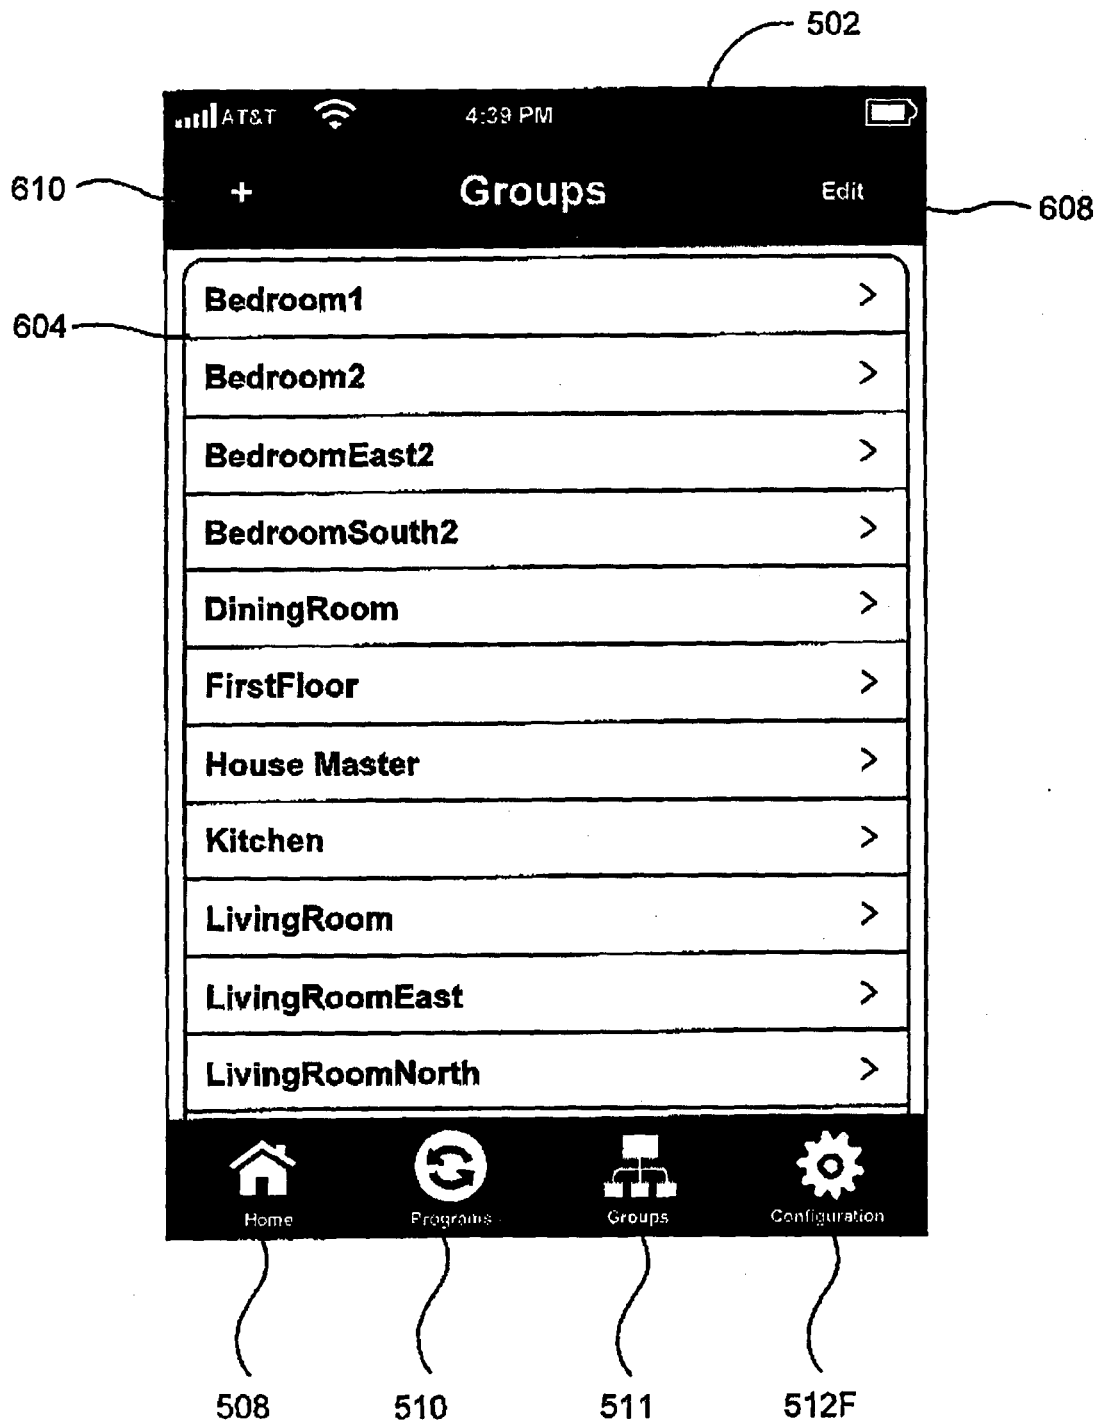 502
AT&T 4:39 PM
610 + Groups Edit 608
Bedroom1 >
604
Bedroom2 >
BedroomEast2 >
BedroomSouth2 >
DiningRoom >
FirstFloor >
House Master >
Kitchen >
LivingRoom >
LivingRoomEast >
LivingRoomNorth >
Home Programs Groups Configuration
508 510 511 512F